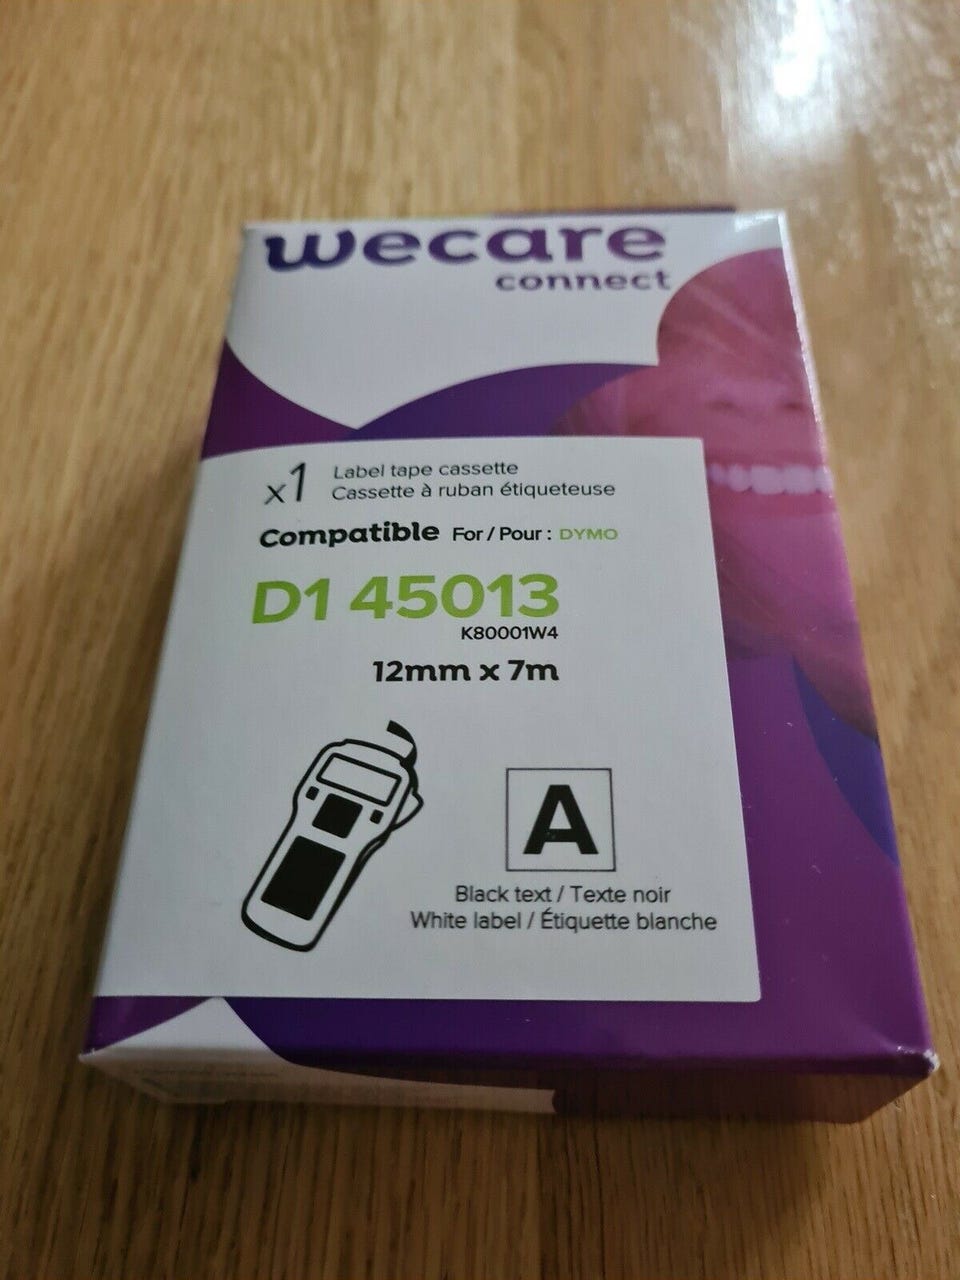 wecare
connect
x1 Label tape cassette
Cassette à ruban étiqueteuse
Compatible For / Pour : DYMO
D1 45013
K80001W4
12mm x 7m
A
Black text / Texte noir
White label / Étiquette blanche